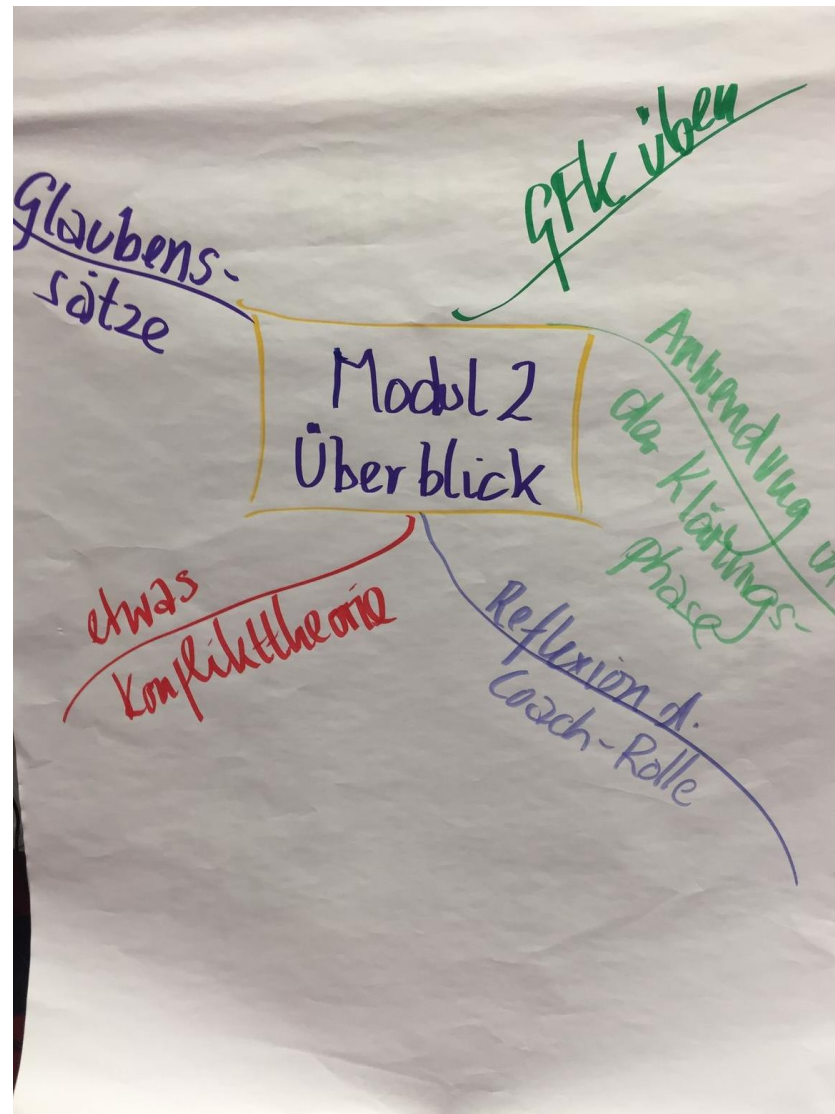 GFK üben
Glaubens-
sätze
Modul 2
Überblick
Anwendung in
der Klärungs-
phase
etwas
Konflikttheorie
Reflexion d.
Coach-Rolle